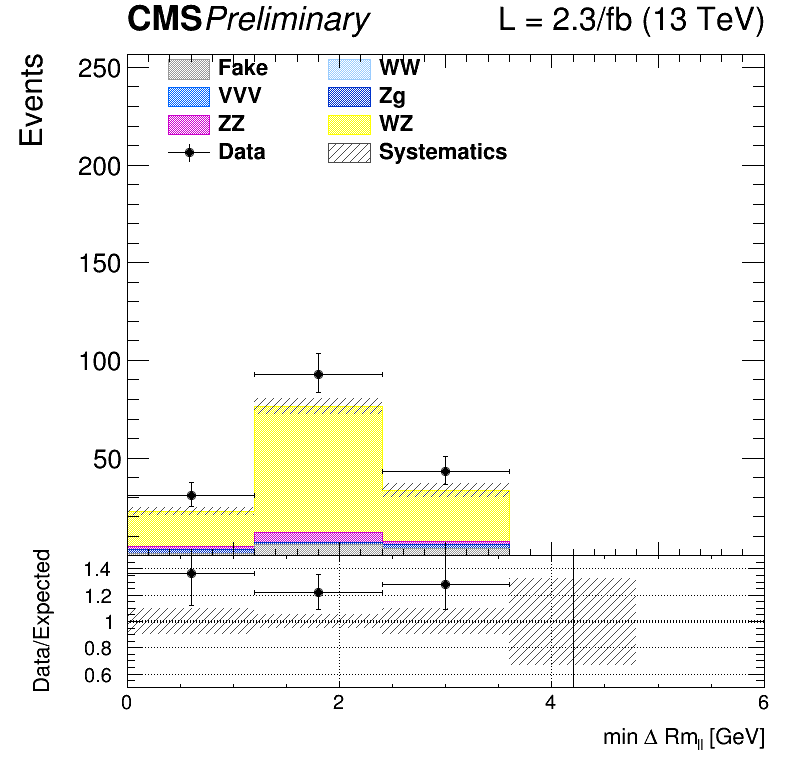 CMS Preliminary L = 2.3/fb (13 TeV)
Events
250
200
150
100
50
Fake WW
VVV Zg
ZZ WZ
Data Systematics
Data/Expected
1.4
1.2
1
0.8
0.6
0 2 4 6
min Δ Rm_ll [GeV]